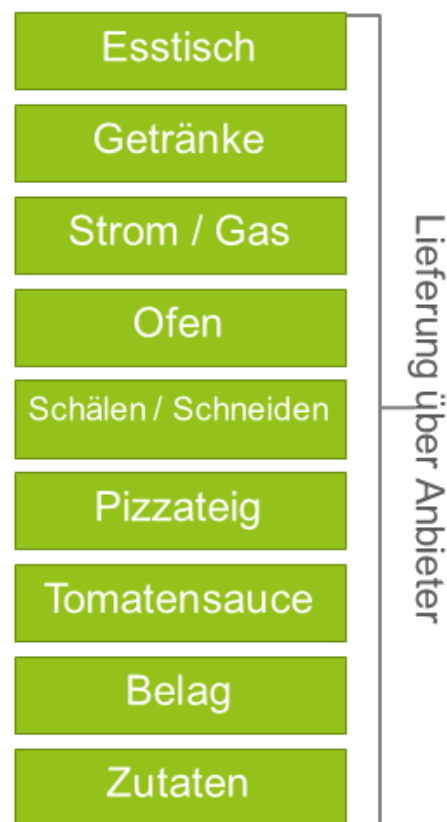 Esstisch
Getränke
Strom / Gas
Ofen
Schälen / Schneiden
Pizzateig
Tomatensauce
Belag
Zutaten
Lieferung über Anbieter